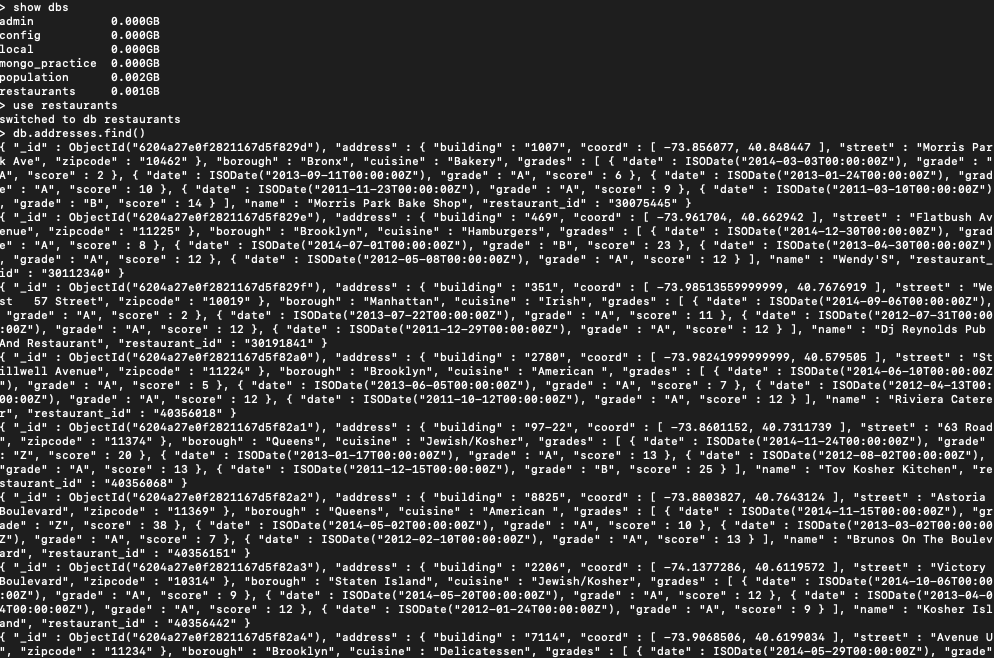 > show dbs
admin           0.000GB
config          0.000GB
local           0.000GB
mongo_practice  0.000GB
population      0.002GB
restaurants     0.001GB
> use restaurants
switched to db restaurants
> db.addresses.find()
{ "_id" : ObjectId("6204a27e0f2821167d5f829d"), "address" : { "building" : "1007", "coord" : [ -73.856077, 40.848447 ], "street" : "Morris Par
k Ave", "zipcode" : "10462" }, "borough" : "Bronx", "cuisine" : "Bakery", "grades" : [ { "date" : ISODate("2014-03-03T00:00:00Z"), "grade" : "
A", "score" : 2 }, { "date" : ISODate("2013-09-11T00:00:00Z"), "grade" : "A", "score" : 6 }, { "date" : ISODate("2013-01-24T00:00:00Z"), "grad
e" : "A", "score" : 10 }, { "date" : ISODate("2011-11-23T00:00:00Z"), "grade" : "A", "score" : 9 }, { "date" : ISODate("2011-03-10T00:00:00Z")
, "grade" : "B", "score" : 14 } ], "name" : "Morris Park Bake Shop", "restaurant_id" : "30075445" }
{ "_id" : ObjectId("6204a27e0f2821167d5f829e"), "address" : { "building" : "469", "coord" : [ -73.961704, 40.662942 ], "street" : "Flatbush Av
enue", "zipcode" : "11225" }, "borough" : "Brooklyn", "cuisine" : "Hamburgers", "grades" : [ { "date" : ISODate("2014-12-30T00:00:00Z"), "grad
e" : "A", "score" : 8 }, { "date" : ISODate("2014-07-01T00:00:00Z"), "grade" : "B", "score" : 23 }, { "date" : ISODate("2013-04-30T00:00:00Z")
, "grade" : "A", "score" : 12 }, { "date" : ISODate("2012-05-08T00:00:00Z"), "grade" : "A", "score" : 12 } ], "name" : "Wendy'S", "restaurant_
id" : "30112340" }
{ "_id" : ObjectId("6204a27e0f2821167d5f829f"), "address" : { "building" : "351", "coord" : [ -73.98513559999999, 40.7676919 ], "street" : "We
st   57 Street", "zipcode" : "10019" }, "borough" : "Manhattan", "cuisine" : "Irish", "grades" : [ { "date" : ISODate("2014-09-06T00:00:00Z"),
 "grade" : "A", "score" : 2 }, { "date" : ISODate("2013-07-22T00:00:00Z"), "grade" : "A", "score" : 11 }, { "date" : ISODate("2012-07-31T00:00
:00Z"), "grade" : "A", "score" : 12 }, { "date" : ISODate("2011-12-29T00:00:00Z"), "grade" : "A", "score" : 12 } ], "name" : "Dj Reynolds Pub 
And Restaurant", "restaurant_id" : "30191841" }
{ "_id" : ObjectId("6204a27e0f2821167d5f82a0"), "address" : { "building" : "2780", "coord" : [ -73.98241999999999, 40.579505 ], "street" : "St
illwell Avenue", "zipcode" : "11224" }, "borough" : "Brooklyn", "cuisine" : "American ", "grades" : [ { "date" : ISODate("2014-06-10T00:00:00Z
"), "grade" : "A", "score" : 5 }, { "date" : ISODate("2013-06-05T00:00:00Z"), "grade" : "A", "score" : 7 }, { "date" : ISODate("2012-04-13T00:
00:00Z"), "grade" : "A", "score" : 12 }, { "date" : ISODate("2011-10-12T00:00:00Z"), "grade" : "A", "score" : 12 } ], "name" : "Riviera Catere
r", "restaurant_id" : "40356018" }
{ "_id" : ObjectId("6204a27e0f2821167d5f82a1"), "address" : { "building" : "97-22", "coord" : [ -73.8601152, 40.7311739 ], "street" : "63 Road
", "zipcode" : "11374" }, "borough" : "Queens", "cuisine" : "Jewish/Kosher", "grades" : [ { "date" : ISODate("2014-11-24T00:00:00Z"), "grade" 
: "Z", "score" : 20 }, { "date" : ISODate("2013-01-17T00:00:00Z"), "grade" : "A", "score" : 13 }, { "date" : ISODate("2012-08-02T00:00:00Z"), 
"grade" : "A", "score" : 13 }, { "date" : ISODate("2011-12-15T00:00:00Z"), "grade" : "B", "score" : 25 } ], "name" : "Tov Kosher Kitchen", "re
staurant_id" : "40356068" }
{ "_id" : ObjectId("6204a27e0f2821167d5f82a2"), "address" : { "building" : "8825", "coord" : [ -73.8803827, 40.7643124 ], "street" : "Astoria 
Boulevard", "zipcode" : "11369" }, "borough" : "Queens", "cuisine" : "American ", "grades" : [ { "date" : ISODate("2014-11-15T00:00:00Z"), "gr
ade" : "Z", "score" : 38 }, { "date" : ISODate("2014-05-02T00:00:00Z"), "grade" : "A", "score" : 10 }, { "date" : ISODate("2013-03-02T00:00:00
Z"), "grade" : "A", "score" : 7 }, { "date" : ISODate("2012-02-10T00:00:00Z"), "grade" : "A", "score" : 13 } ], "name" : "Brunos On The Boulev
ard", "restaurant_id" : "40356151" }
{ "_id" : ObjectId("6204a27e0f2821167d5f82a3"), "address" : { "building" : "2206", "coord" : [ -74.1377286, 40.6119572 ], "street" : "Victory 
Boulevard", "zipcode" : "10314" }, "borough" : "Staten Island", "cuisine" : "Jewish/Kosher", "grades" : [ { "date" : ISODate("2014-10-06T00:00
:00Z"), "grade" : "A", "score" : 9 }, { "date" : ISODate("2014-05-20T00:00:00Z"), "grade" : "A", "score" : 12 }, { "date" : ISODate("2013-04-0
4T00:00:00Z"), "grade" : "A", "score" : 12 }, { "date" : ISODate("2012-01-24T00:00:00Z"), "grade" : "A", "score" : 9 } ], "name" : "Kosher Isl
and", "restaurant_id" : "40356442" }
{ "_id" : ObjectId("6204a27e0f2821167d5f82a4"), "address" : { "building" : "7114", "coord" : [ -73.9068506, 40.6199034 ], "street" : "Avenue U
", "zipcode" : "11234" }, "borough" : "Brooklyn", "cuisine" : "Delicatessen", "grades" : [ { "date" : ISODate("2014-05-29T00:00:00Z"), "grade"